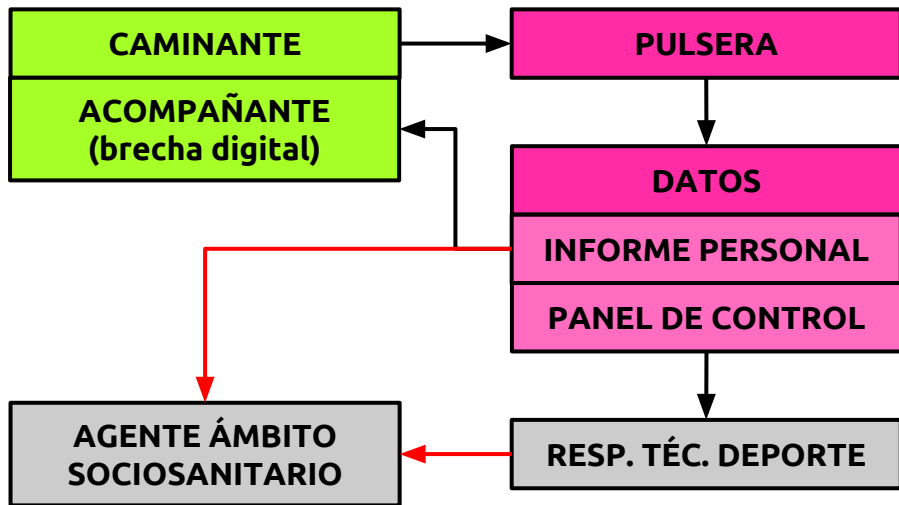 CAMINANTE
ACOMPAÑANTE
(brecha digital)
PULSERA
DATOS
INFORME PERSONAL
PANEL DE CONTROL
AGENTE ÁMBITO
SOCIOSANITARIO
RESP. TÉC. DEPORTE